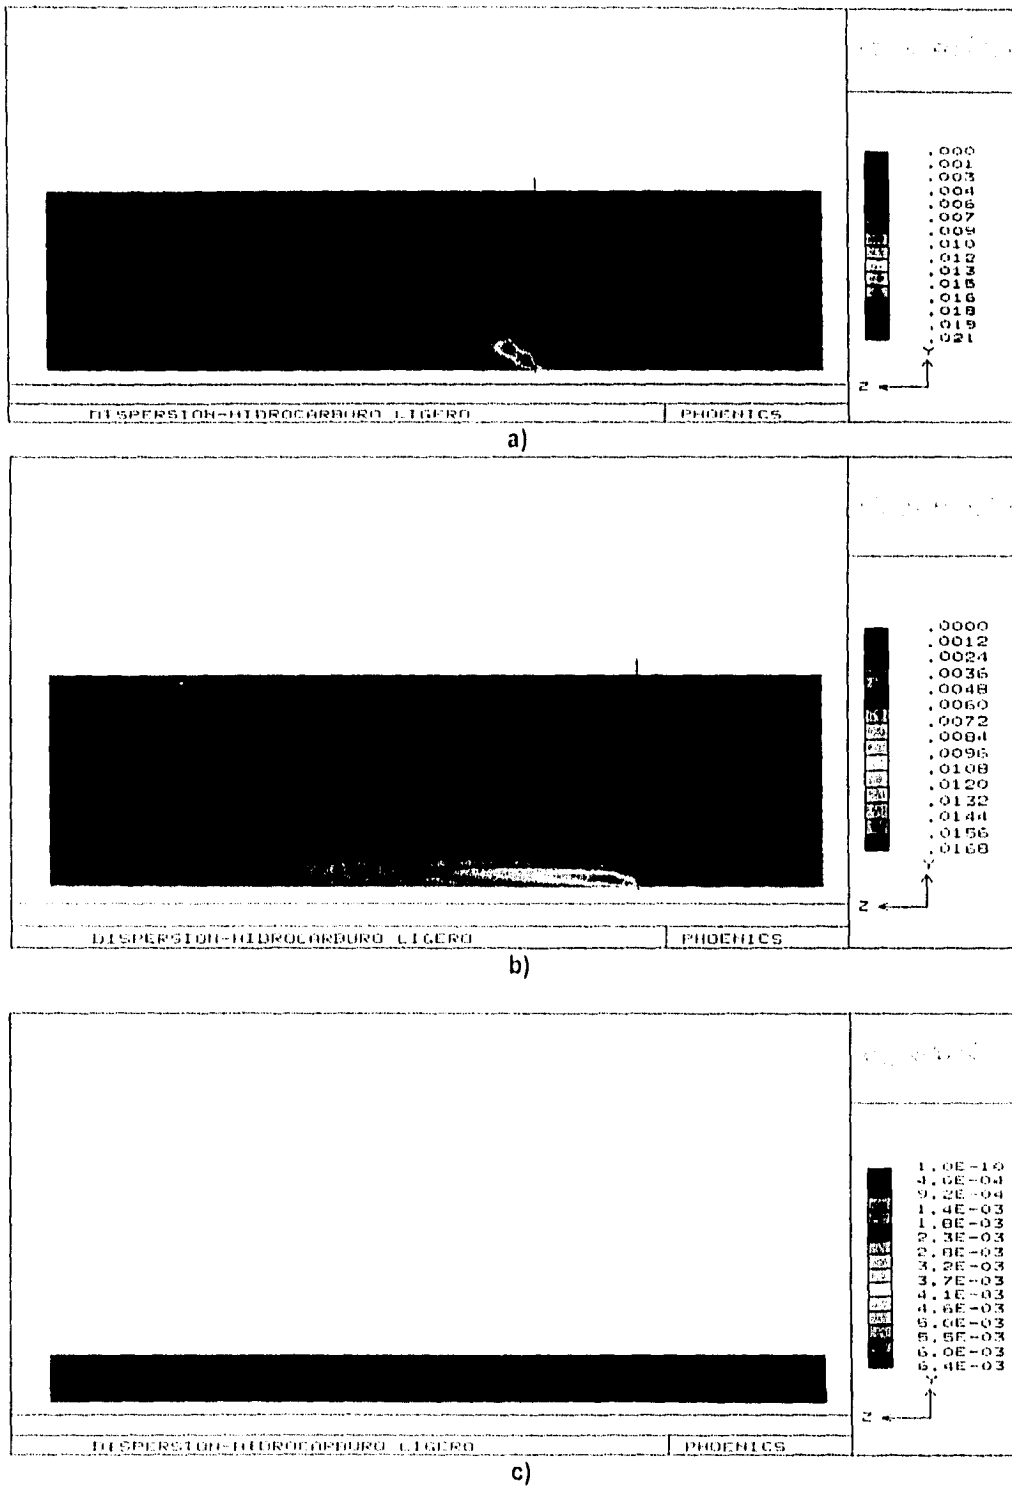 .000
.001
.003
.004
.006
.007
.009
.010
.012
.013
.015
.016
.018
.019
.021
Y
Z
DISPERSION-HIDROCARBURO LIGERO
PHOENICS
a)
.0000
.0012
.0024
.0036
.0048
.0060
.0072
.0084
.0096
.0108
.0120
.0132
.0144
.0156
.0168
Y
Z
DISPERSION-HIDROCARBURO LIGERO
PHOENICS
b)
1.0E-10
4.6E-04
9.2E-04
1.4E-03
1.8E-03
2.3E-03
2.8E-03
3.2E-03
3.7E-03
4.1E-03
4.6E-03
5.0E-03
5.5E-03
6.0E-03
6.4E-03
Y
Z
DISPERSION-HIDROCARBURO LIGERO
PHOENICS
c)